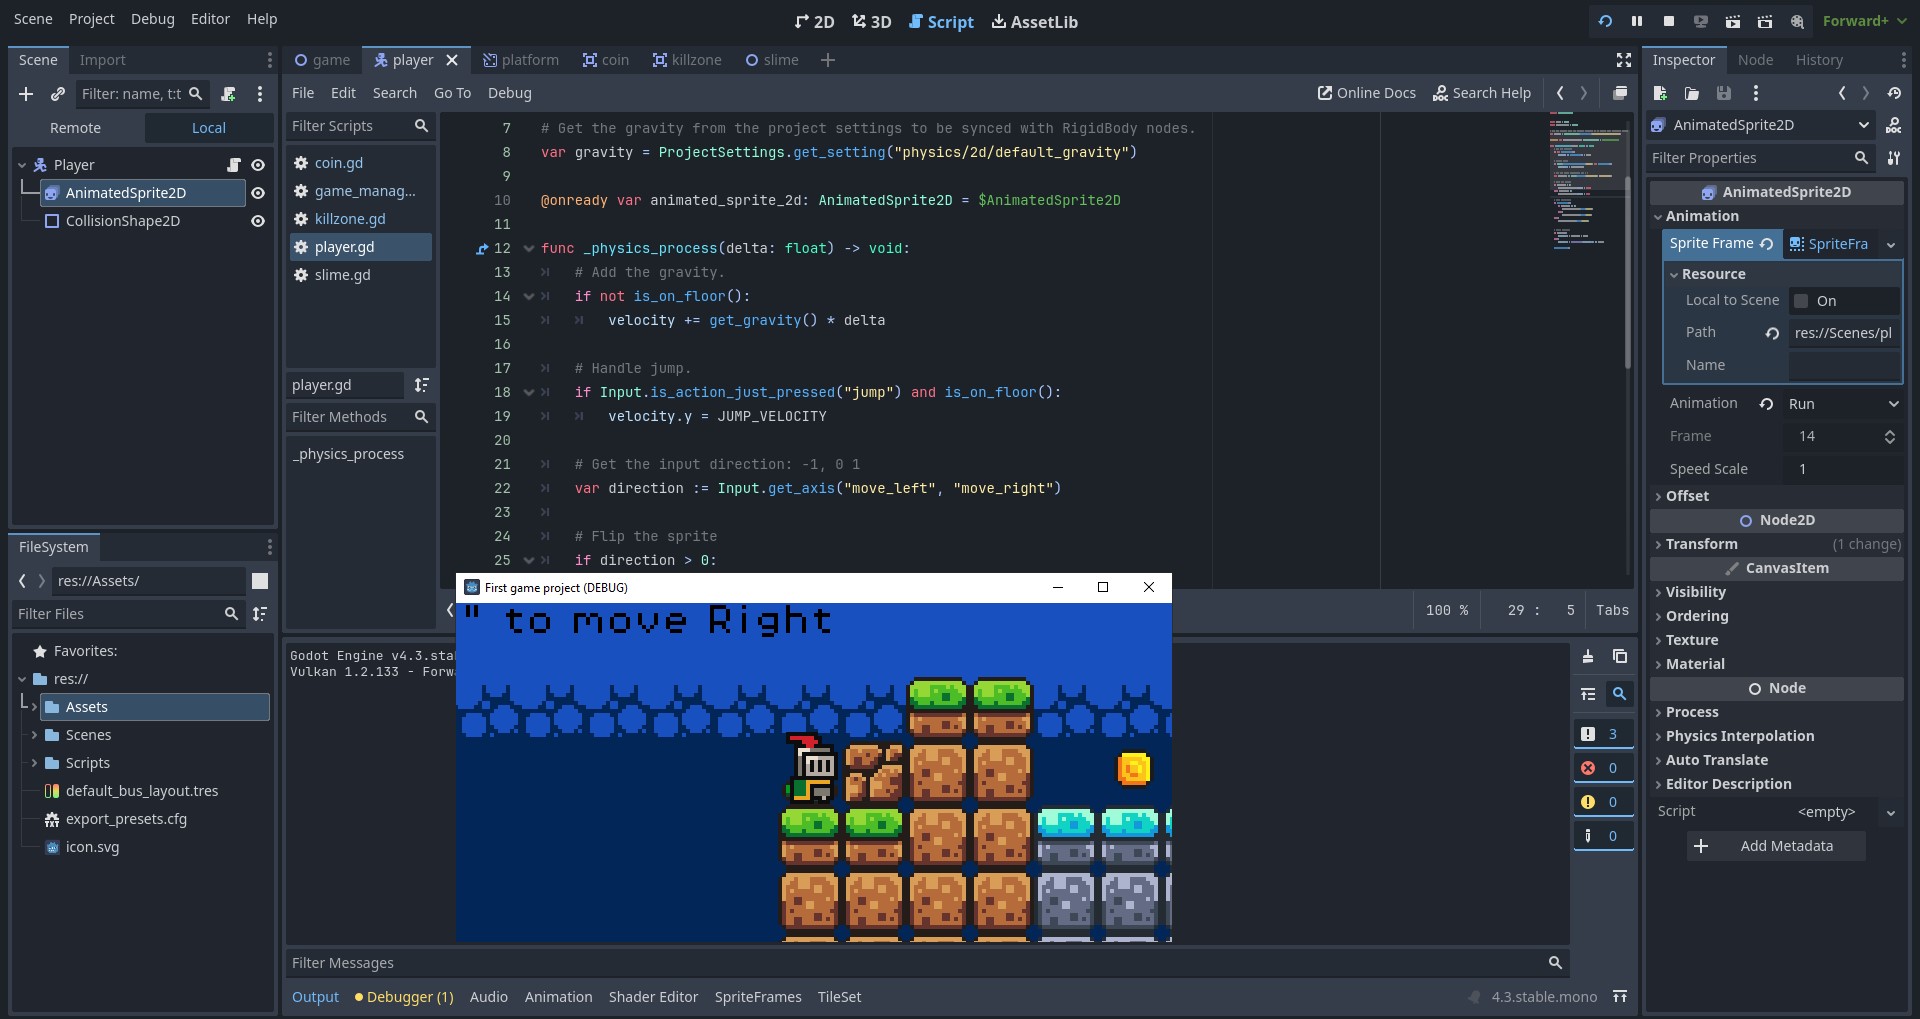 Scene Project Debug Editor Help
2D 3D Script AssetLib
Forward+
Scene Import
Filter: name, t:t
Remote Local
Player
AnimatedSprite2D
CollisionShape2D
FileSystem
res://Assets/
Filter Files
Favorites:
res://
Assets
Scenes
Scripts
default_bus_layout.tres
export_presets.cfg
icon.svg
game player platform coin killzone slime
File Edit Search Go To Debug
Online Docs Search Help
Filter Scripts
coin.gd
game_manag...
killzone.gd
player.gd
slime.gd
player.gd
Filter Methods
_physics_process
7 # Get the gravity from the project settings to be synced with RigidBody nodes.
8 var gravity = ProjectSettings.get_setting("physics/2d/default_gravity")
9
10 @onready var animated_sprite_2d: AnimatedSprite2D = $AnimatedSprite2D
11
12 func _physics_process(delta: float) -> void:
13 # Add the gravity.
14 if not is_on_floor():
15 velocity += get_gravity() * delta
16
17 # Handle jump.
18 if Input.is_action_just_pressed("jump") and is_on_floor():
19 velocity.y = JUMP_VELOCITY
20
21 # Get the input direction: -1, 0 1
22 var direction := Input.get_axis("move_left", "move_right")
23
24 # Flip the sprite
25 if direction > 0:
100 % 29 : 5 Tabs
First game project (DEBUG)
" to move Right
Godot Engine v4.3.sta
Vulkan 1.2.133 - Forw
3
0
0
0
Filter Messages
Output Debugger (1) Audio Animation Shader Editor SpriteFrames TileSet
4.3.stable.mono
Inspector Node History
AnimatedSprite2D
Filter Properties
AnimatedSprite2D
Animation
Sprite Frame SpriteFra
Resource
Local to Scene On
Path res://Scenes/pl
Name
Animation Run
Frame 14
Speed Scale 1
Offset
Node2D
Transform (1 change)
CanvasItem
Visibility
Ordering
Texture
Material
Node
Process
Physics Interpolation
Auto Translate
Editor Description
Script <empty>
Add Metadata